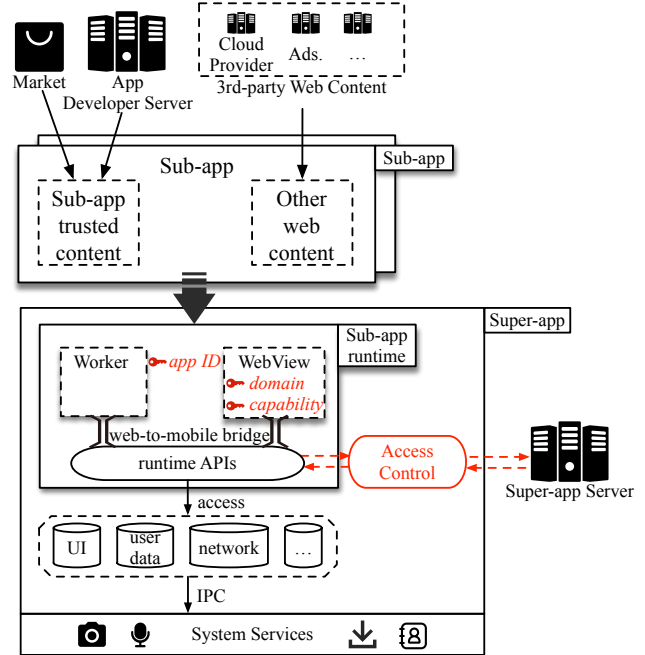 Market
App
Developer Server
Cloud
Provider
Ads.
...
3rd-party Web Content
Sub-app
Sub-app
Sub-app
trusted
content
Other
web
content
Super-app
Sub-app
runtime
Worker
app ID
WebView
domain
capability
web-to-mobile bridge
runtime APIs
Access
Control
Super-app Server
access
UI
user
data
network
...
IPC
System Services